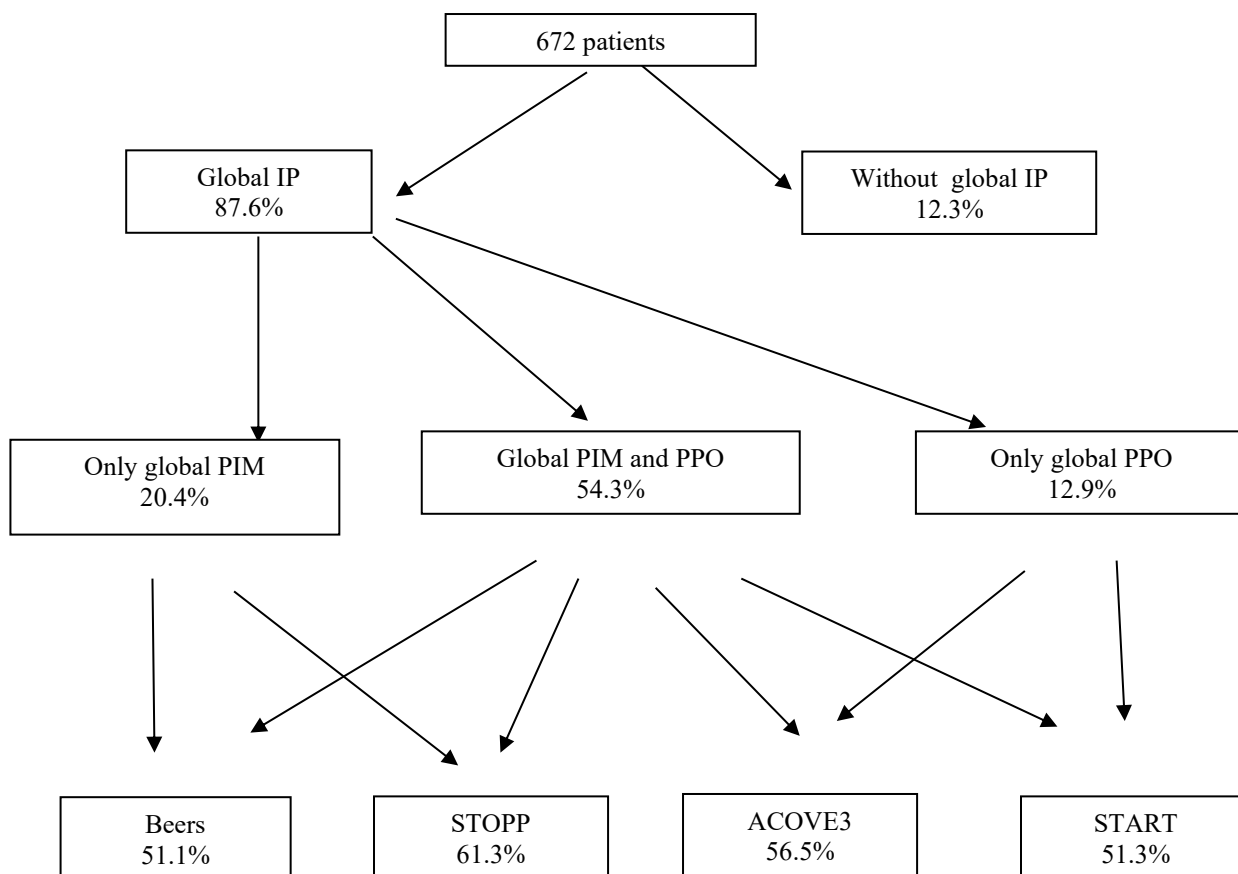 672 patients
Global IP
87.6%
Without global IP
12.3%
Only global PIM
20.4%
Global PIM and PPO
54.3%
Only global PPO
12.9%
Beers
51.1%
STOPP
61.3%
ACOVE3
56.5%
START
51.3%